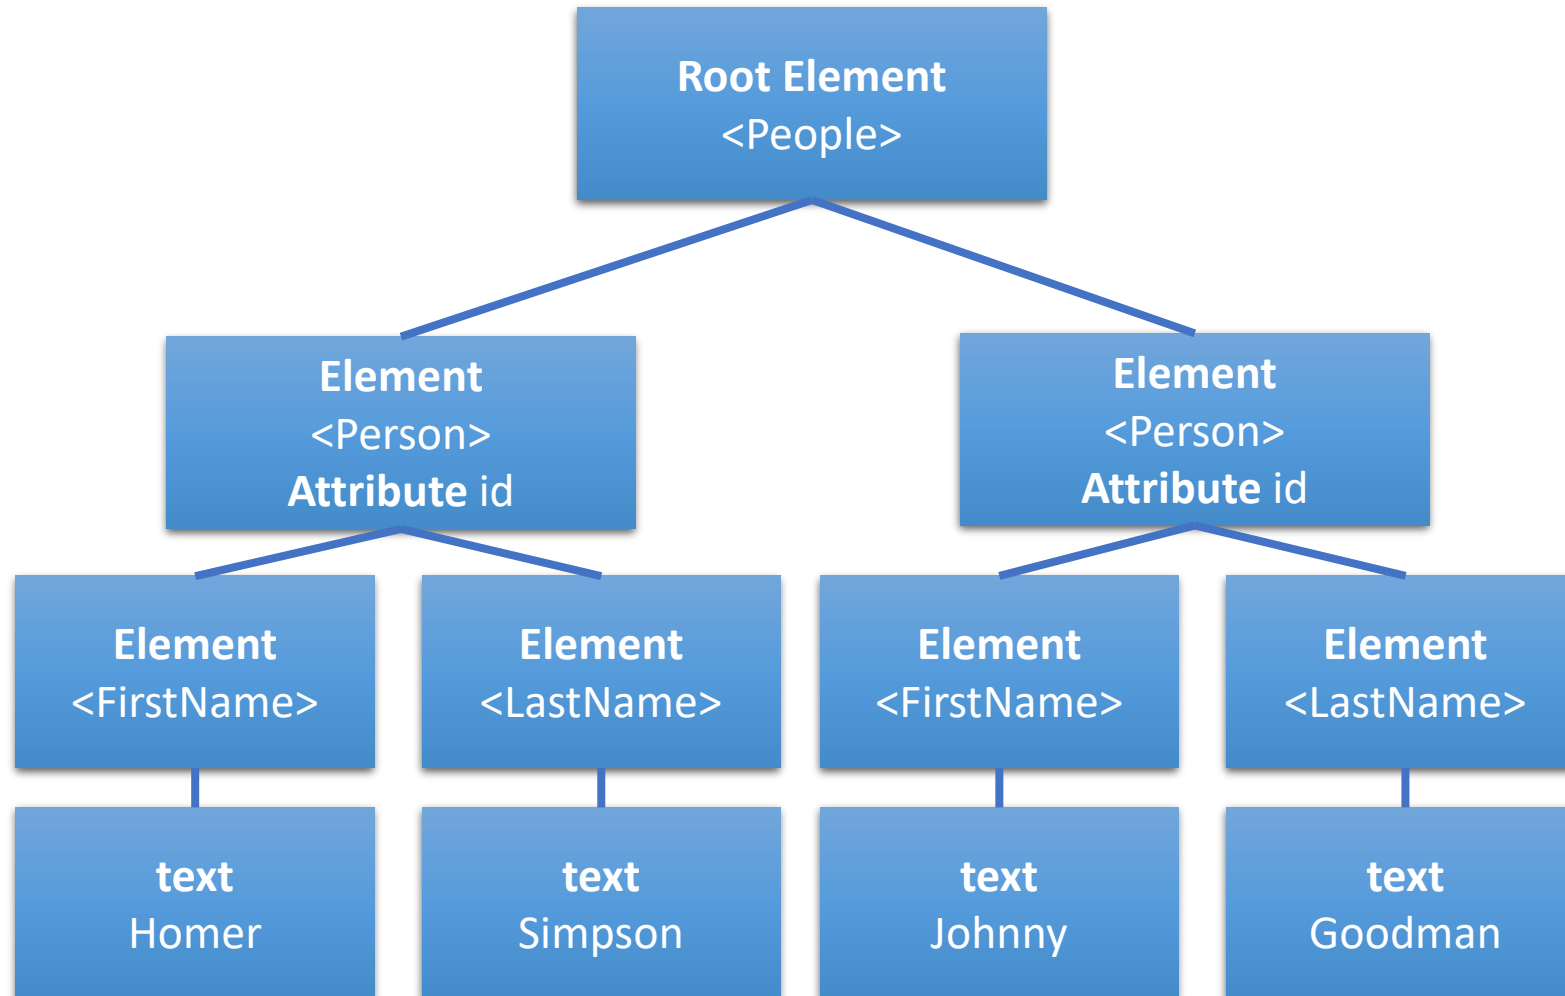 Root Element
<People>
Element
<Person>
Attribute id
Element
<Person>
Attribute id
Element
<FirstName>
Element
<LastName>
Element
<FirstName>
Element
<LastName>
text
Homer
text
Simpson
text
Johnny
text
Goodman